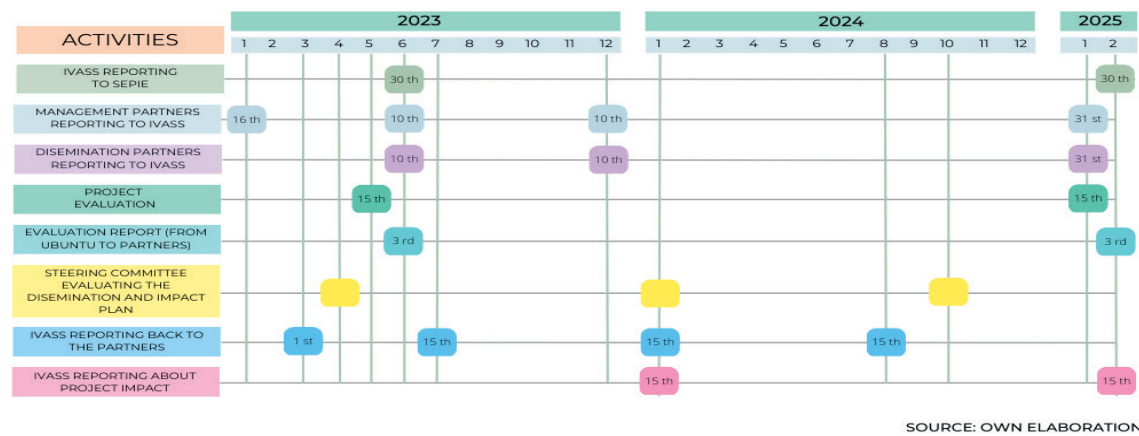 2023 2024 2025
ACTIVITIES 1 2 3 4 5 6 7 8 9 10 11 12 1 2 3 4 5 6 7 8 9 10 11 12 1 2
IVASS REPORTING
TO SEPIE
30 th 30 th
MANAGEMENT PARTNERS
REPORTING TO IVASS
16 th 10 th 10 th 31 st
DISEMINATION PARTNERS
REPORTING TO IVASS
10 th 10 th 31 st
PROJECT
EVALUATION
15 th 15 th
EVALUATION REPORT (FROM
UBUNTU TO PARTNERS)
3 rd 3 rd
STEERING COMMITTEE
EVALUATING THE
DISEMINATION AND IMPACT
PLAN
IVASS REPORTING BACK TO
THE PARTNERS
1 st 15 th 15 th 15 th
IVASS REPORTING ABOUT
PROJECT IMPACT
15 th 15 th
SOURCE: OWN ELABORATION